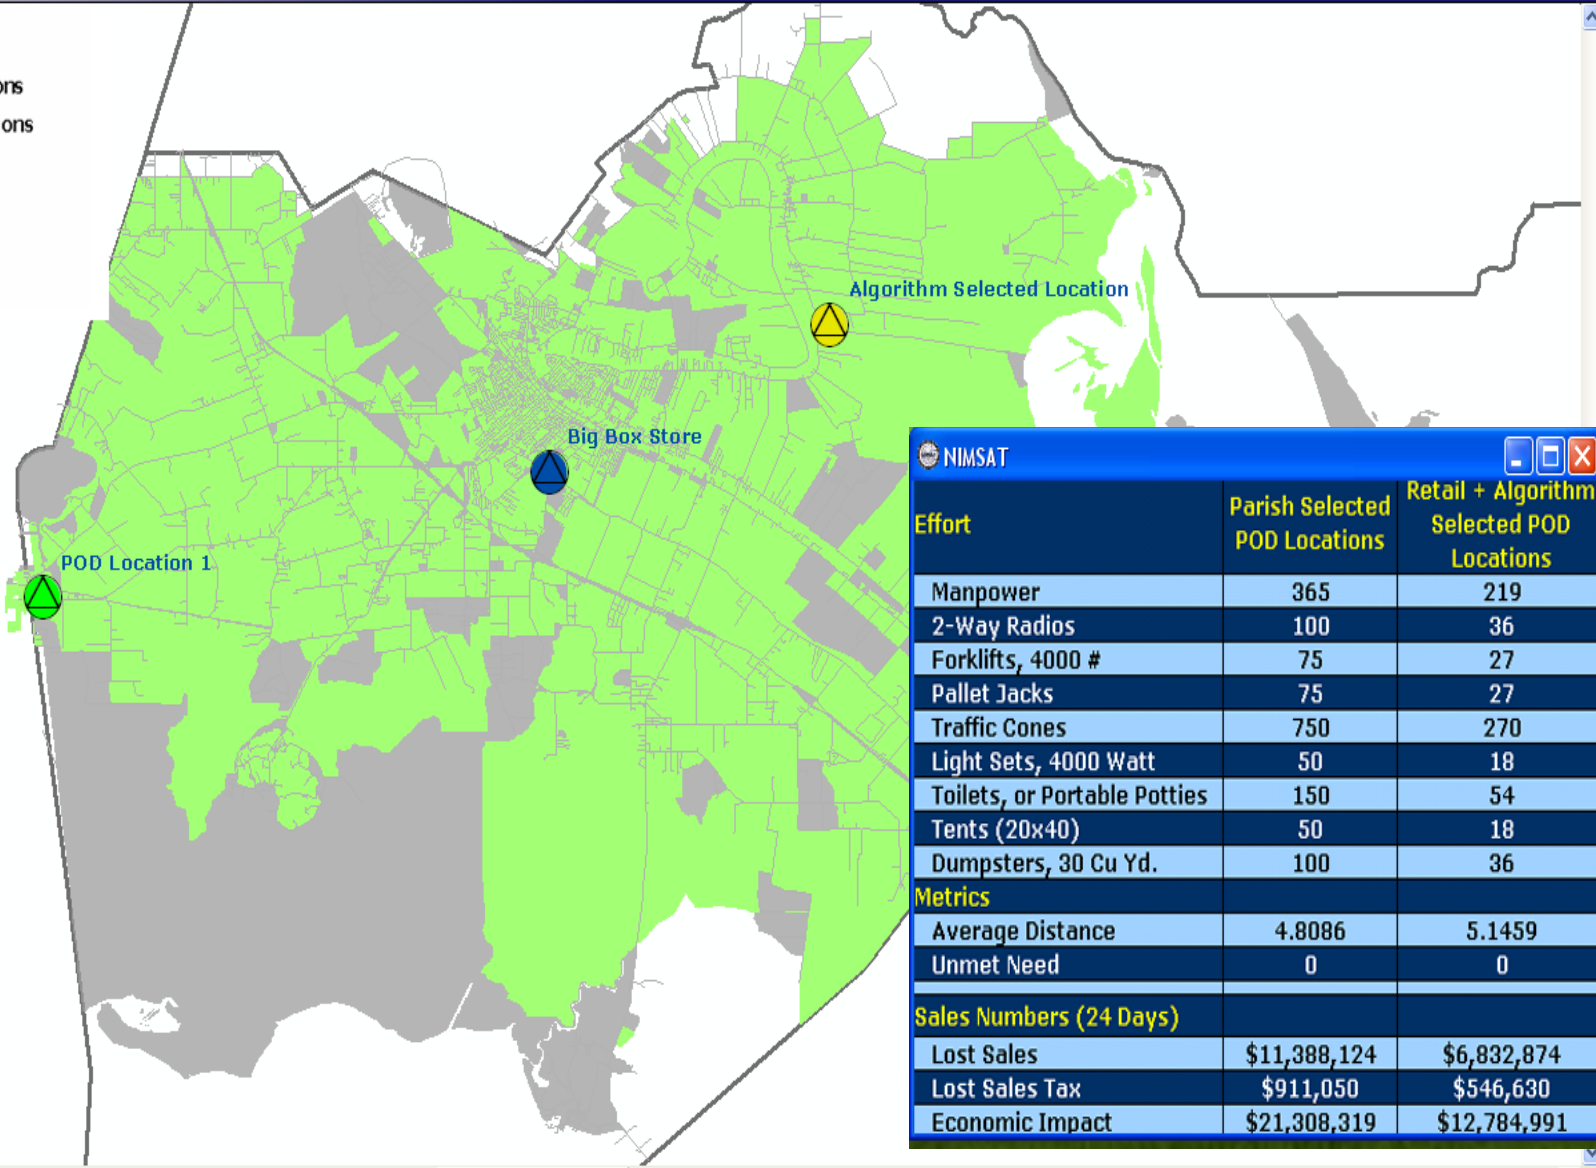 ons
ons
Algorithm Selected Location
Big Box Store
POD Location 1
NIMSAT
Effort Parish Selected POD Locations Retail + Algorithm Selected POD Locations
Manpower 365 219
2-Way Radios 100 36
Forklifts, 4000 # 75 27
Pallet Jacks 75 27
Traffic Cones 750 270
Light Sets, 4000 Watt 50 18
Toilets, or Portable Potties 150 54
Tents (20x40) 50 18
Dumpsters, 30 Cu Yd. 100 36
Metrics
Average Distance 4.8086 5.1459
Unmet Need 0 0
Sales Numbers (24 Days)
Lost Sales $11,388,124 $6,832,874
Lost Sales Tax $911,050 $546,630
Economic Impact $21,308,319 $12,784,991